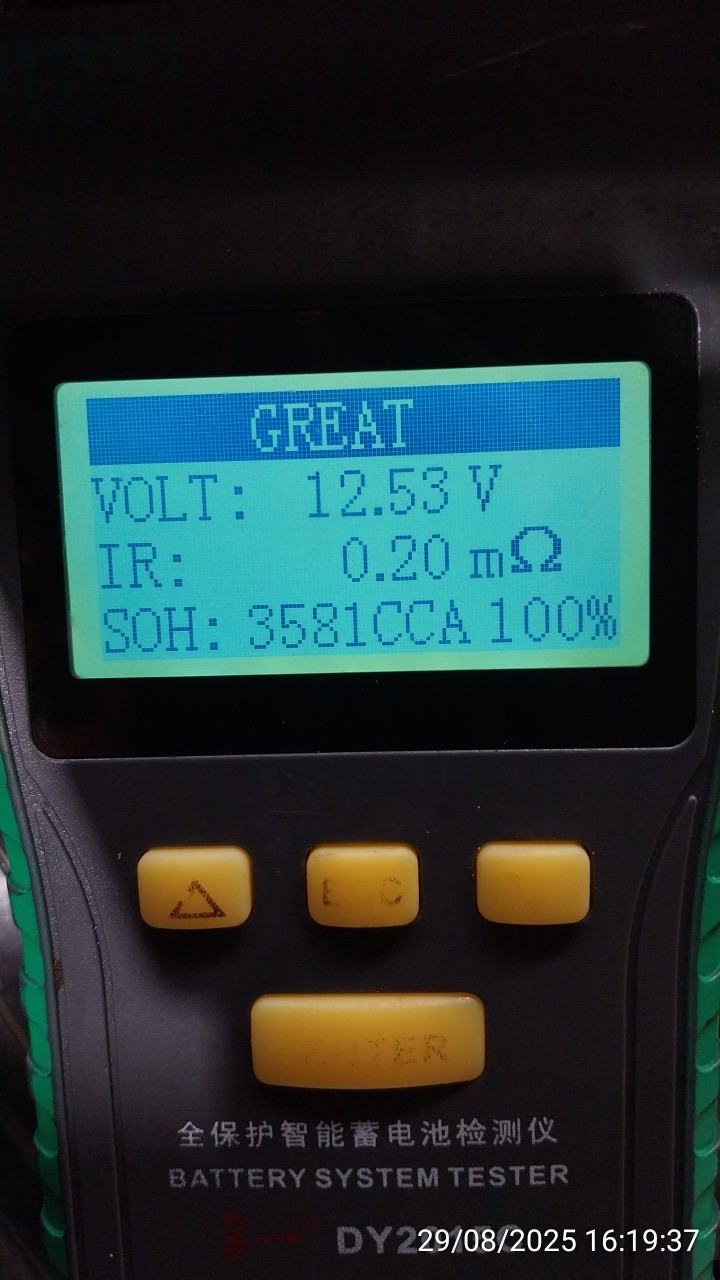 GREAT
VOLT: 12.53 V
IR: 0.20 mΩ
SOH: 3581CCA 100%
E C
ER
全保护智能蓄电池检测仪
BATTERY SYSTEM TESTER
29/08/2025 16:19:37